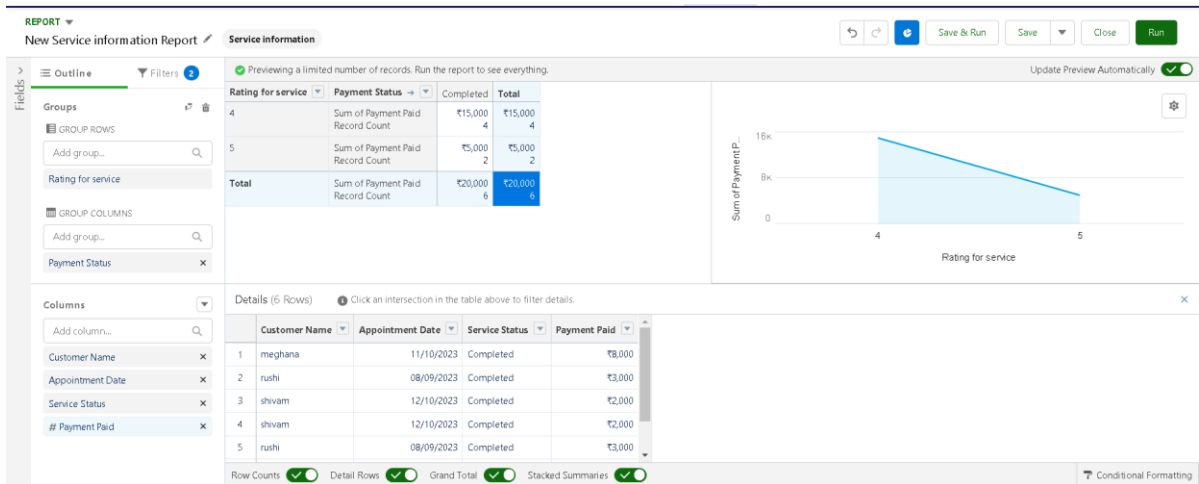 REPORT
New Service information Report Service information
Save & Run Save Close Run
Fields
Outline Filters 2
Previewing a limited number of records. Run the report to see everything.
Update Preview Automatically
Groups
GROUP ROWS
Add group...
Rating for service
GROUP COLUMNS
Add group...
Payment Status
Columns
Add column...
Customer Name
Appointment Date
Service Status
# Payment Paid
Rating for service Payment Status → Completed Total
4 Sum of Payment Paid ₹15,000 ₹15,000
Record Count 4 4
5 Sum of Payment Paid ₹5,000 ₹5,000
Record Count 2 2
Total Sum of Payment Paid ₹20,000 ₹20,000
Record Count 6 6
Sum of Payment P...
16K
8K
0
4 5
Rating for service
Details (6 Rows) Click an intersection in the table above to filter details.
Customer Name Appointment Date Service Status Payment Paid
1 meghana 11/10/2023 Completed ₹8,000
2 rushi 08/09/2023 Completed ₹3,000
3 shivam 12/10/2023 Completed ₹2,000
4 shivam 12/10/2023 Completed ₹2,000
5 rushi 08/09/2023 Completed ₹3,000
Row Counts Detail Rows Grand Total Stacked Summaries Conditional Formatting